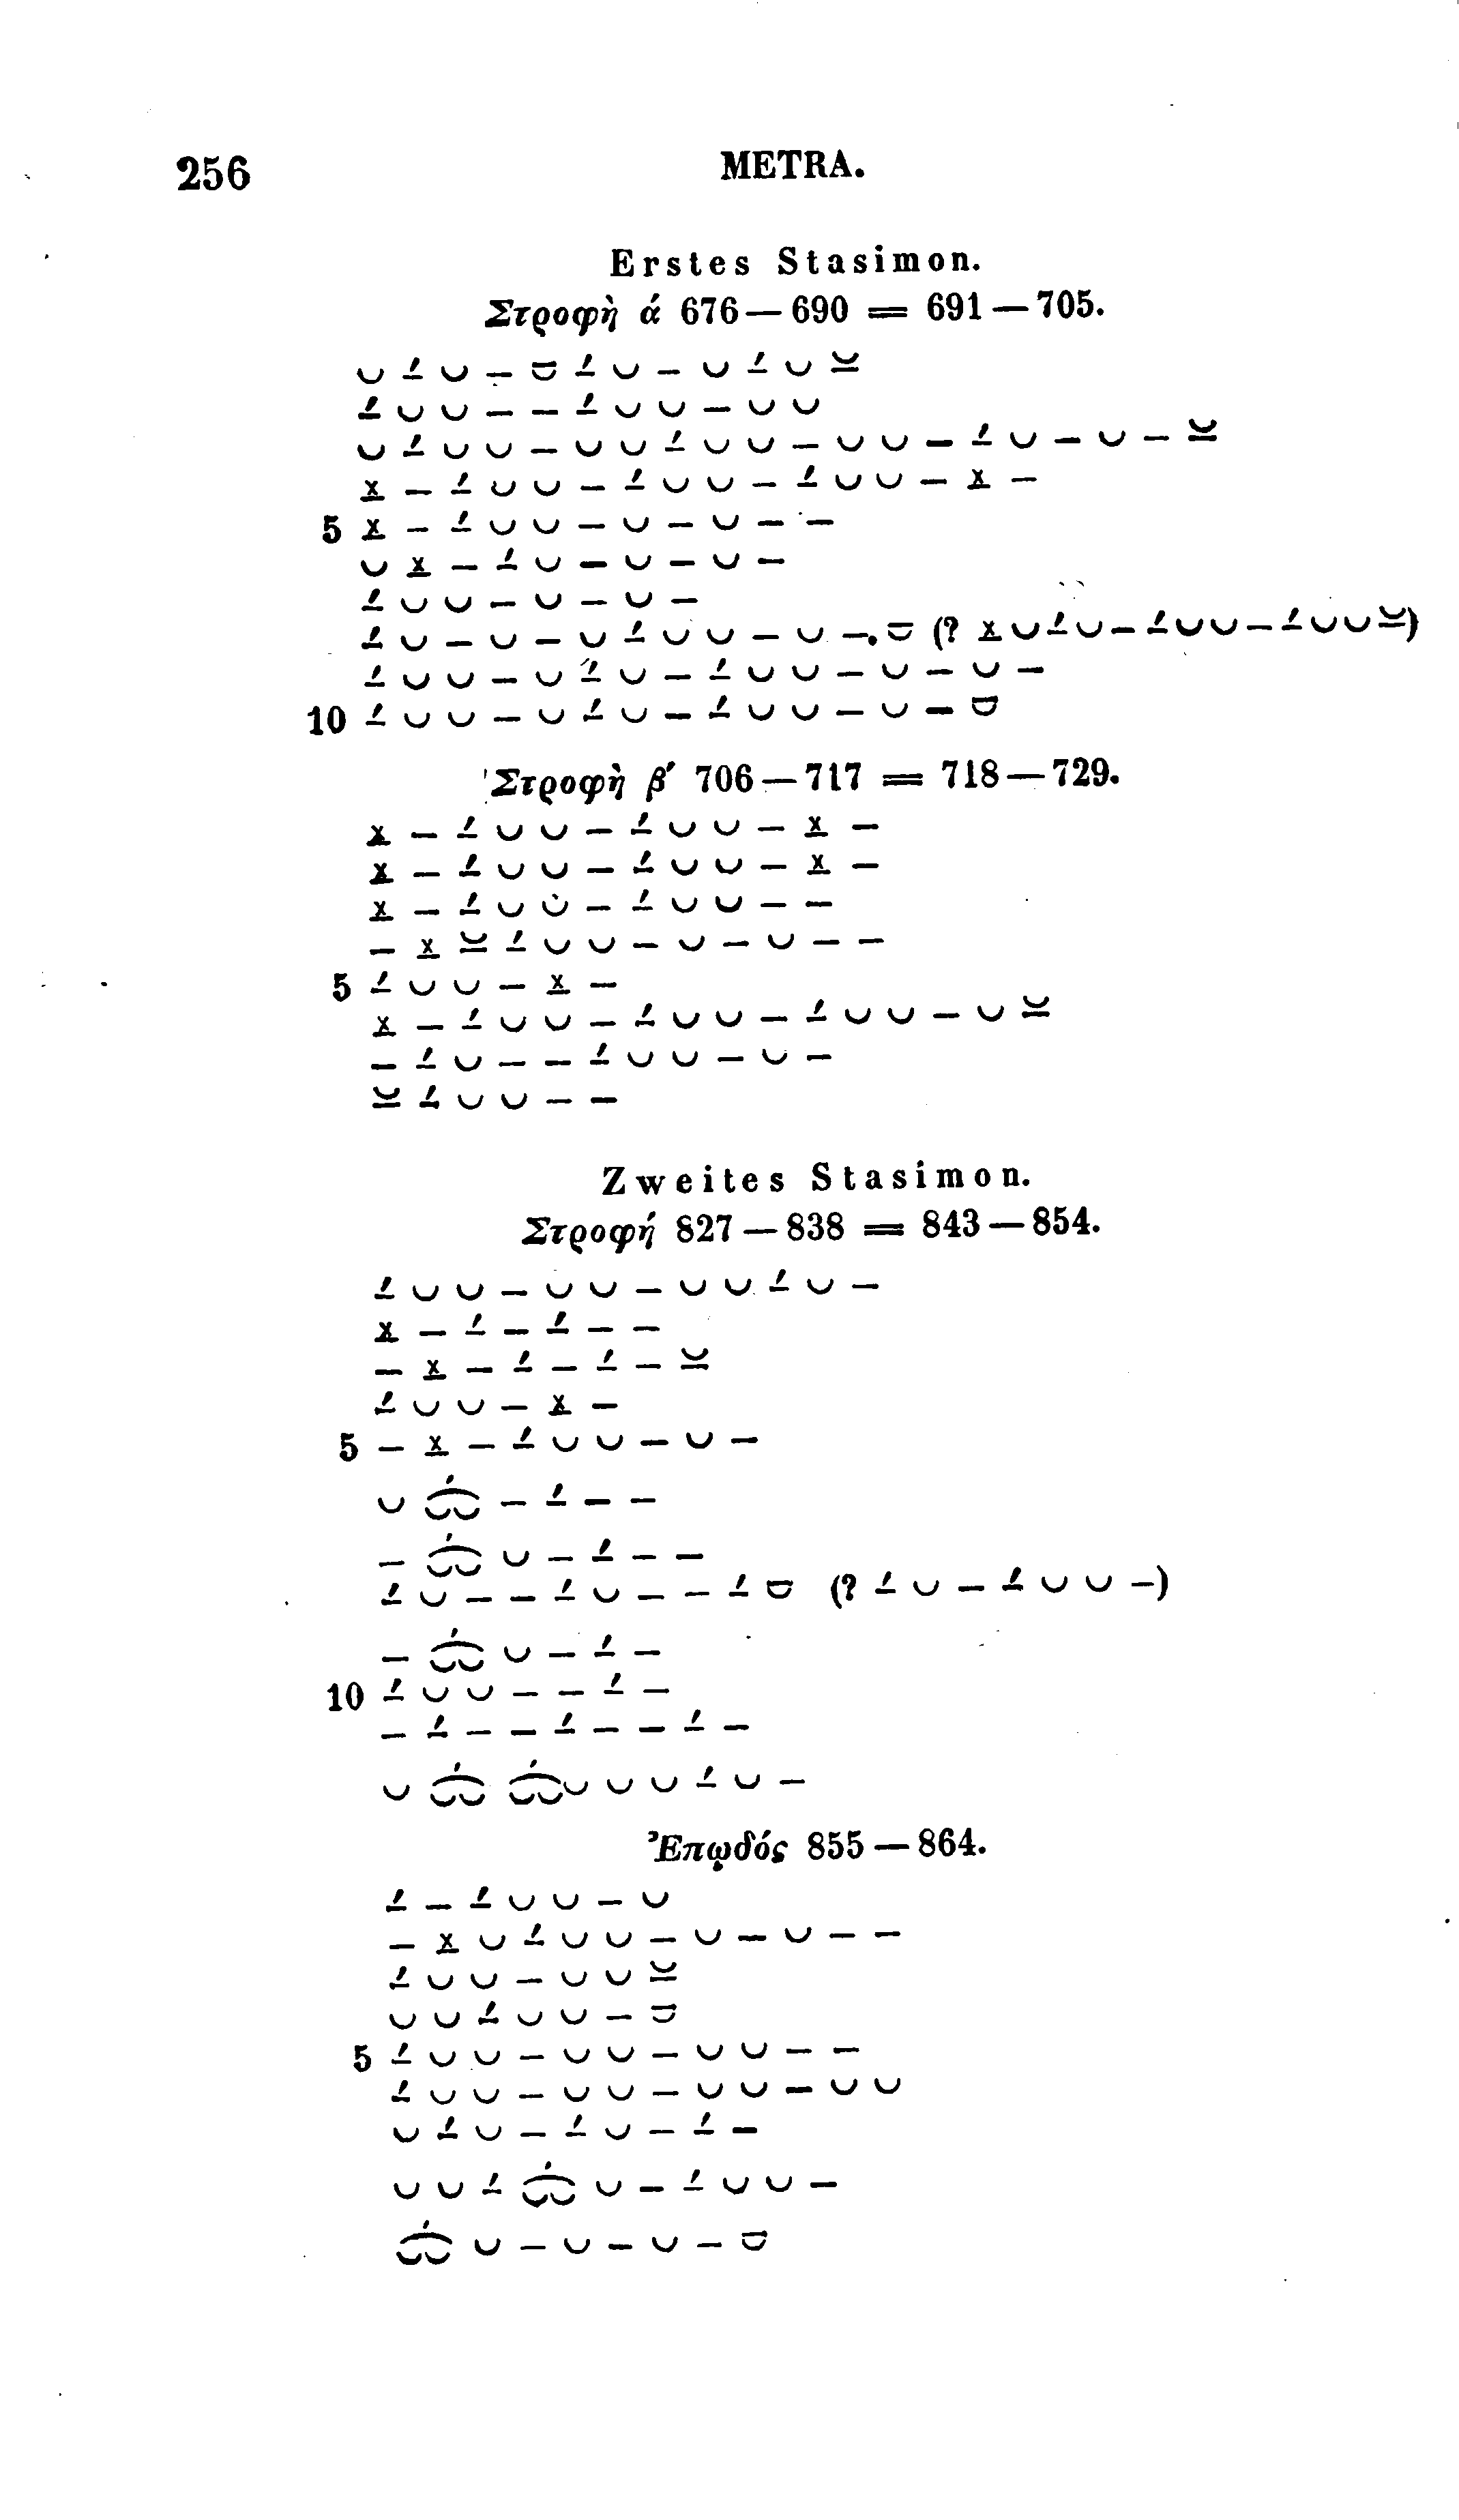 256 METRA.
Erstes Stasimon.
Στροφὴ ά 676 — 690 = 691 — 705.
⏑ –́ ⏑ – ⏓ –́ ⏑ – ⏑ –́ ⏑ ⏒
–́ ⏑ ⏑ – – –́ ⏑ ⏑ – ⏑ ⏑
⏑ –́ ⏑ ⏑ – ⏑ ⏑ –́ ⏑ ⏑ – ⏑ ⏑ – –́ ⏑ – ⏑ – ⏒
x̲ – –́ ⏑ ⏑ – –́ ⏑ ⏑ – –́ ⏑ ⏑ – x̲ –
5 x̲ – –́ ⏑ ⏑ – ⏑ – ⏑ – –
⏑ x̲ – –́ ⏑ – ⏑ – ⏑ –
–́ ⏑ ⏑ – ⏑ – ⏑ –
–́ ⏑ – ⏑ – ⏑ –́ ⏑ ⏑ – ⏑ –. ⏓ (? x̲ ⏑ –́ ⏑ – –́ ⏑ ⏑ – –́ ⏑ ⏑ ⏒)
–́ ⏑ ⏑ – ⏑ –́ ⏑ – –́ ⏑ ⏑ – ⏑ – ⏑ –
10 –́ ⏑ ⏑ – ⏑ –́ ⏑ – –́ ⏑ ⏑ – ⏑ – ⏓
Στροφὴ β´ 706 — 717 = 718 — 729.
x̲ – –́ ⏑ ⏑ – –́ ⏑ ⏑ – x̲ –
x̲ – –́ ⏑ ⏑ – –́ ⏑ ⏑ – x̲ –
x̲ – –́ ⏑ ⏑ – –́ ⏑ ⏑ – –
– x̲ ⏒ –́ ⏑ ⏑ – ⏑ – ⏑ – –
5 –́ ⏑ ⏑ – x̲ –
x̲ – –́ ⏑ ⏑ – –́ ⏑ ⏑ – –́ ⏑ ⏑ – ⏑ ⏒
– –́ ⏑ – – –́ ⏑ ⏑ – ⏑ –
⏒ –́ ⏑ ⏑ – –
Zweites Stasimon.
Στροφή 827 — 838 = 843 — 854.
–́ ⏑ ⏑ – ⏑ ⏑ – ⏑ ⏑ –́ ⏑ –
x̲ – –́ – –́ – –
– x̲ – –́ – –́ – ⏒
–́ ⏑ ⏑ – x̲ –
5 – x̲ – –́ ⏑ ⏑ – ⏑ –
⏑ ⏑͡⏑́ – –́ – –
– ⏑͡⏑́ ⏑ – –́ – –
–́ ⏑ – – –́ ⏑ – – –́ ⏓ (? –́ ⏑ – –́ ⏑ ⏑ –)
– ⏑͡⏑́ ⏑ – –́ –
10 –́ ⏑ ⏑ – – –́ –
– –́ – – –́ – – –́ –
⏑ ⏑͡⏑́ ⏑͡⏑́ ⏑ ⏑ ⏑ –́ ⏑ –
Ἐπῳδός 855 — 864.
–́ – –́ ⏑ ⏑ – ⏑
– x̲ ⏑ –́ ⏑ ⏑ – ⏑ – ⏑ – –
–́ ⏑ ⏑ – ⏑ ⏑ ⏒
⏑ ⏑ –́ ⏑ ⏑ – ⏓
5 –́ ⏑ ⏑ – ⏑ ⏑ – ⏑ ⏑ – –
–́ ⏑ ⏑ – ⏑ ⏑ – ⏑ ⏑ – ⏑ ⏑
⏑ –́ ⏑ – –́ ⏑ – –́ –
⏑ ⏑ –́ ⏑͡⏑́ ⏑ – –́ ⏑ ⏑ –
⏑͡⏑́ ⏑ – ⏑ – ⏑ – ⏓